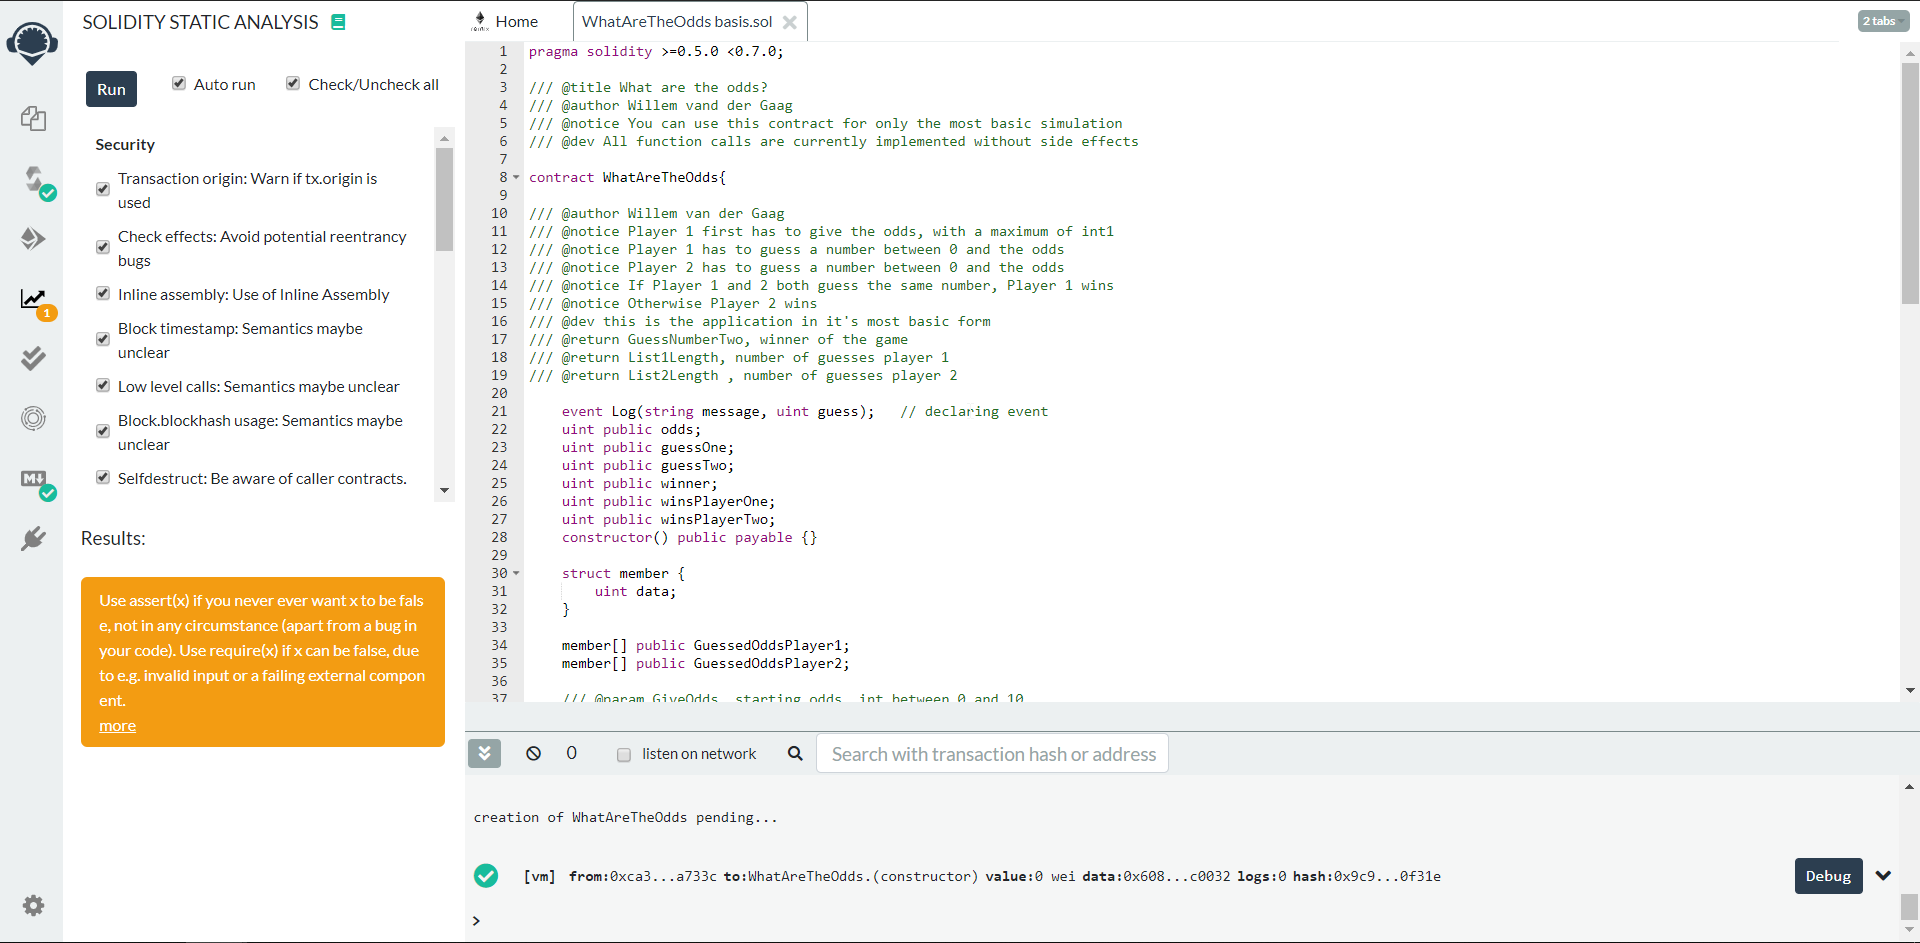 SOLIDITY STATIC ANALYSIS
Run
Auto run
Check/Uncheck all
Security
Transaction origin: Warn if tx.origin is
used
Check effects: Avoid potential reentrancy
bugs
Inline assembly: Use of Inline Assembly
Block timestamp: Semantics maybe
unclear
Low level calls: Semantics maybe unclear
Block.blockhash usage: Semantics maybe
unclear
Selfdestruct: Be aware of caller contracts.
1
Results:
Use assert(x) if you never ever want x to be fals
e, not in any circumstance (apart from a bug in
your code). Use require(x) if x can be false, due
to e.g. invalid input or a failing external compon
ent.
more
Home
WhatAreTheOdds basis.sol
2 tabs
1 pragma solidity >=0.5.0 <0.7.0;
2
3 /// @title What are the odds?
4 /// @author Willem vand der Gaag
5 /// @notice You can use this contract for only the most basic simulation
6 /// @dev All function calls are currently implemented without side effects
7
8 contract WhatAreTheOdds{
9
10 /// @author Willem van der Gaag
11 /// @notice Player 1 first has to give the odds, with a maximum of int1
12 /// @notice Player 1 has to guess a number between 0 and the odds
13 /// @notice Player 2 has to guess a number between 0 and the odds
14 /// @notice If Player 1 and 2 both guess the same number, Player 1 wins
15 /// @notice Otherwise Player 2 wins
16 /// @dev this is the application in it's most basic form
17 /// @return GuessNumberTwo, winner of the game
18 /// @return List1Length, number of guesses player 1
19 /// @return List2Length , number of guesses player 2
20
21 event Log(string message, uint guess); // declaring event
22 uint public odds;
23 uint public guessOne;
24 uint public guessTwo;
25 uint public winner;
26 uint public winsPlayerOne;
27 uint public winsPlayerTwo;
28 constructor() public payable {}
29
30 struct member {
31 uint data;
32 }
33
34 member[] public GuessedOddsPlayer1;
35 member[] public GuessedOddsPlayer2;
36
37 /// @param GiveOdds, starting odds, int between 0 and 10
0
listen on network
Search with transaction hash or address
creation of WhatAreTheOdds pending...
[vm] from:0xca3...a733c to:WhatAreTheOdds.(constructor) value:0 wei data:0x608...c0032 logs:0 hash:0x9c9...0f31e
Debug
>